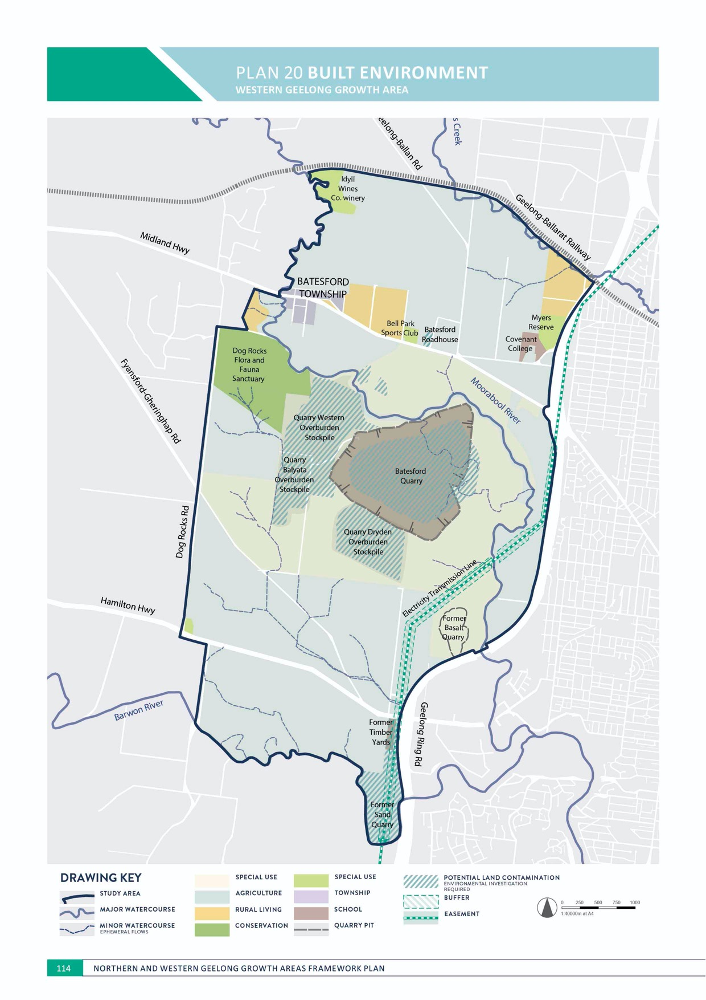 PLAN 20 BUILT ENVIRONMENT
WESTERN GEELONG GROWTH AREA
eelong-Ballan Rd
s Creek
Idyll
Wines
Co. winery
Geelong-Ballarat Railway
Midland Hwy
BATESFORD
TOWNSHIP
Bell Park
Sports Club
Batesford
Roadhouse
Myers
Reserve
Covenant
College
Dog Rocks
Flora and
Fauna
Sanctuary
Fyansford-Gheringhap Rd
Moorabool River
Quarry Western
Overburden
Stockpile
Quarry
Balyata
Overburden
Stockpile
Batesford
Quarry
Dog Rocks Rd
Quarry Dryden
Overburden
Stockpile
Electricity Transmission Line
Hamilton Hwy
Former
Basalt
Quarry
Barwon River
Former
Timber
Yards
Geelong Ring Rd
Former
Sand
Quarry
DRAWING KEY
STUDY AREA
MAJOR WATERCOURSE
MINOR WATERCOURSE
EPHEMERAL FLOWS
SPECIAL USE
AGRICULTURE
RURAL LIVING
CONSERVATION
SPECIAL USE
TOWNSHIP
SCHOOL
QUARRY PIT
POTENTIAL LAND CONTAMINATION
ENVIRONMENTAL INVESTIGATION
REQUIRED
BUFFER
EASEMENT
0 250 500 750 1000
1:40000m at A4
114 NORTHERN AND WESTERN GEELONG GROWTH AREAS FRAMEWORK PLAN